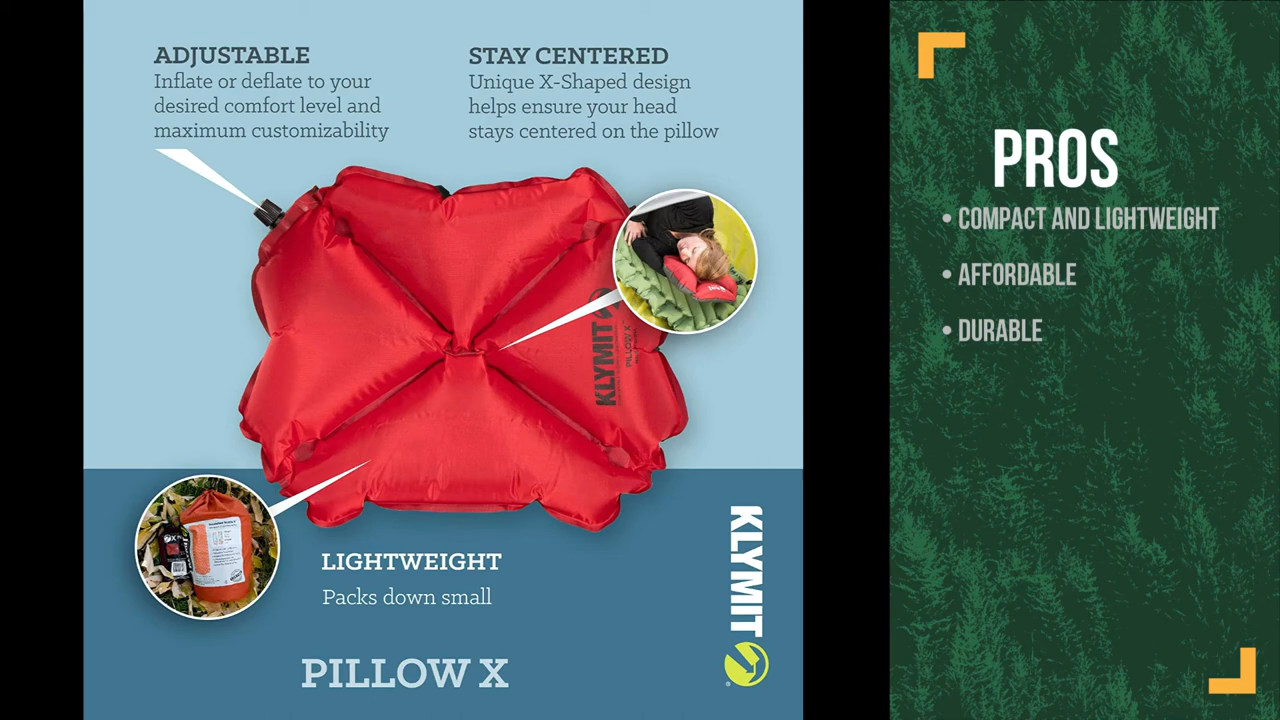 ADJUSTABLE
Inflate or deflate to your
desired comfort level and
maximum customizability
STAY CENTERED
Unique X-Shaped design
helps ensure your head
stays centered on the pillow
KLYMIT
PILLOW X
LIGHTWEIGHT
Packs down small
PILLOW X
KLYMIT
PROS
• COMPACT AND LIGHTWEIGHT
• AFFORDABLE
• DURABLE